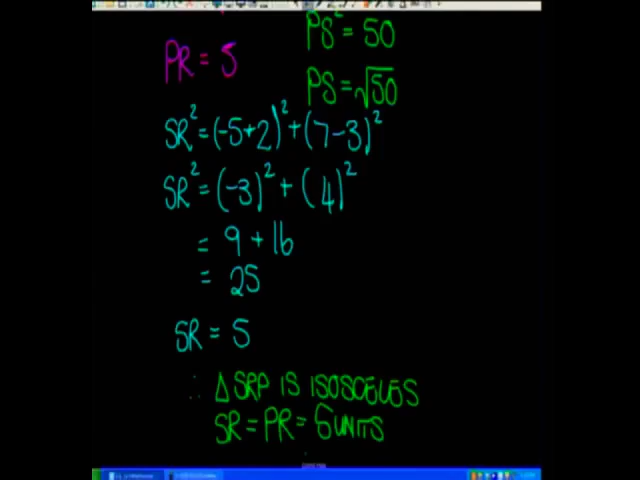 PS² = 50
PR = 5
PS = √50
SR² = (-5+2)² + (7-3)²
SR² = (-3)² + (4)²
= 9 + 16
= 25
SR = 5
∴ Δ SRP IS ISOSCELES
SR = PR = 5 UNITS